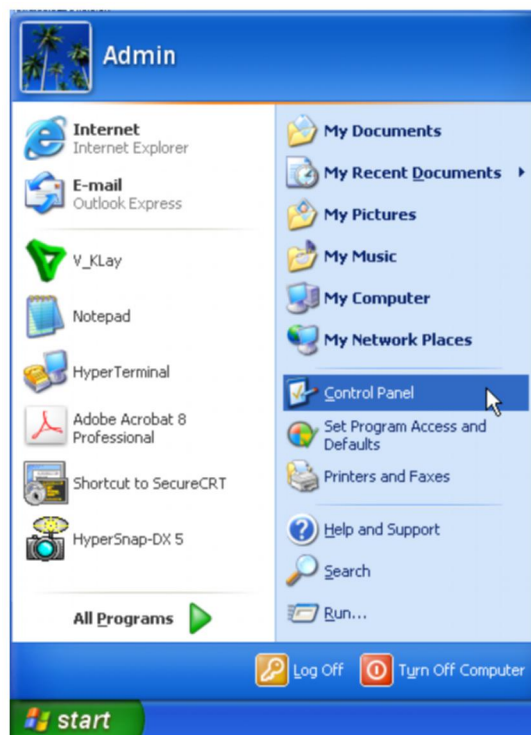 Admin
Internet
Internet Explorer
E-mail
Outlook Express
V_KLay
Notepad
HyperTerminal
Adobe Acrobat 8
Professional
Shortcut to SecureCRT
HyperSnap-DX 5
All Programs
My Documents
My Recent Documents
My Pictures
My Music
My Computer
My Network Places
Control Panel
Set Program Access and
Defaults
Printers and Faxes
Help and Support
Search
Run...
Log Off
Turn Off Computer
start